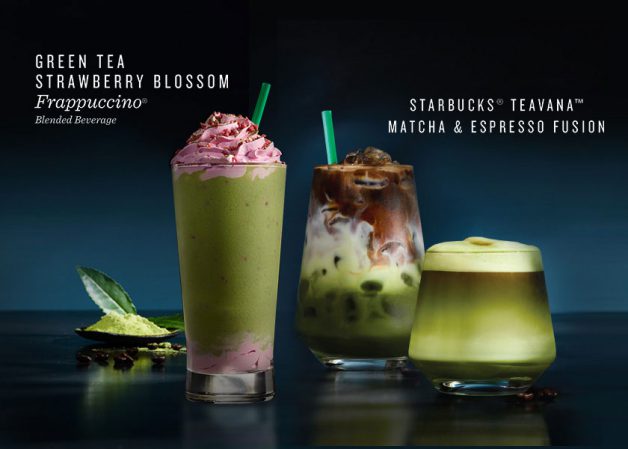 GREEN TEA
STRAWBERRY BLOSSOM
Frappuccino®
Blended Beverage
STARBUCKS® TEAVANA™
MATCHA & ESPRESSO FUSION